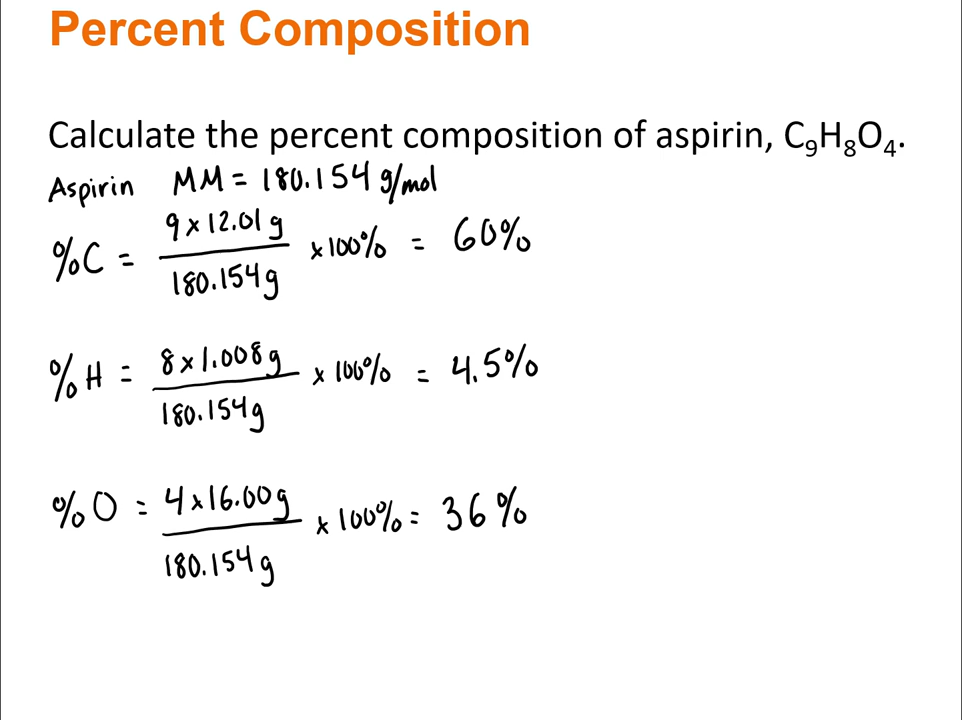 Percent Composition
Calculate the percent composition of aspirin, C₉H₈O₄.
Aspirin MM = 180.154 g/mol
%C = 9 x 12.01 g / 180.154 g x 100% = 60%
%H = 8 x 1.008 g / 180.154 g x 100% = 4.5%
%O = 4 x 16.00 g / 180.154 g x 100% = 36%